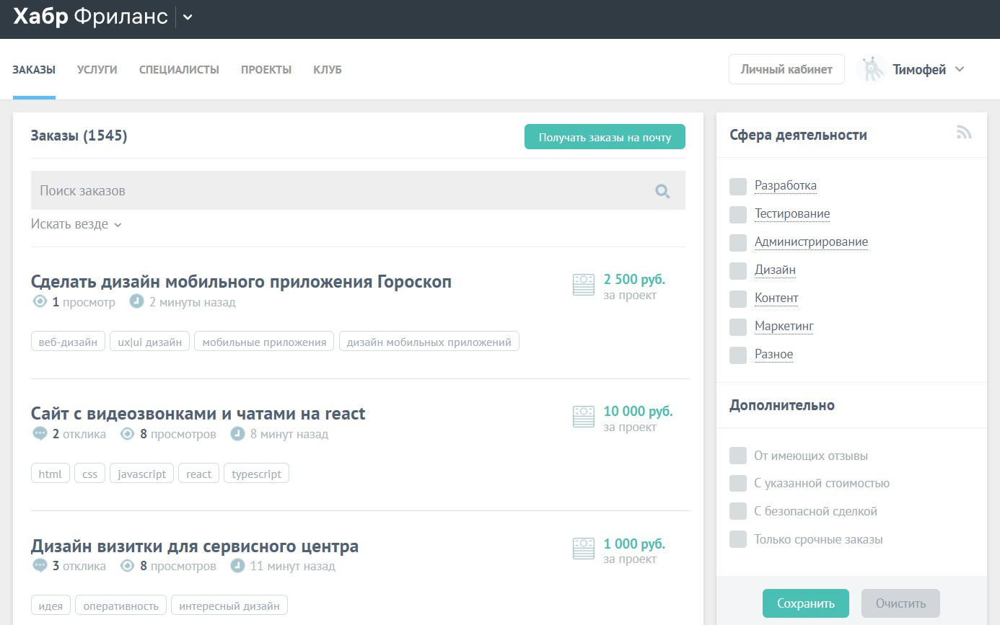 Хабр Фриланс
ЗАКАЗЫ УСЛУГИ СПЕЦИАЛИСТЫ ПРОЕКТЫ КЛУБ
Личный кабинет Тимофей
Заказы (1545)
Получать заказы на почту
Поиск заказов
Искать везде
Сделать дизайн мобильного приложения Гороскоп
2 500 руб.
за проект
1 просмотр 2 минуты назад
веб-дизайн ux|ui дизайн мобильные приложения дизайн мобильных приложений
Сайт с видеозвонками и чатами на react
10 000 руб.
за проект
2 отклика 8 просмотров 8 минут назад
html css javascript react typescript
Дизайн визитки для сервисного центра
1 000 руб.
за проект
3 отклика 8 просмотров 11 минут назад
идея оперативность интересный дизайн
Сфера деятельности
Разработка
Тестирование
Администрирование
Дизайн
Контент
Маркетинг
Разное
Дополнительно
От имеющих отзывы
С указанной стоимостью
С безопасной сделкой
Только срочные заказы
Сохранить Очистить